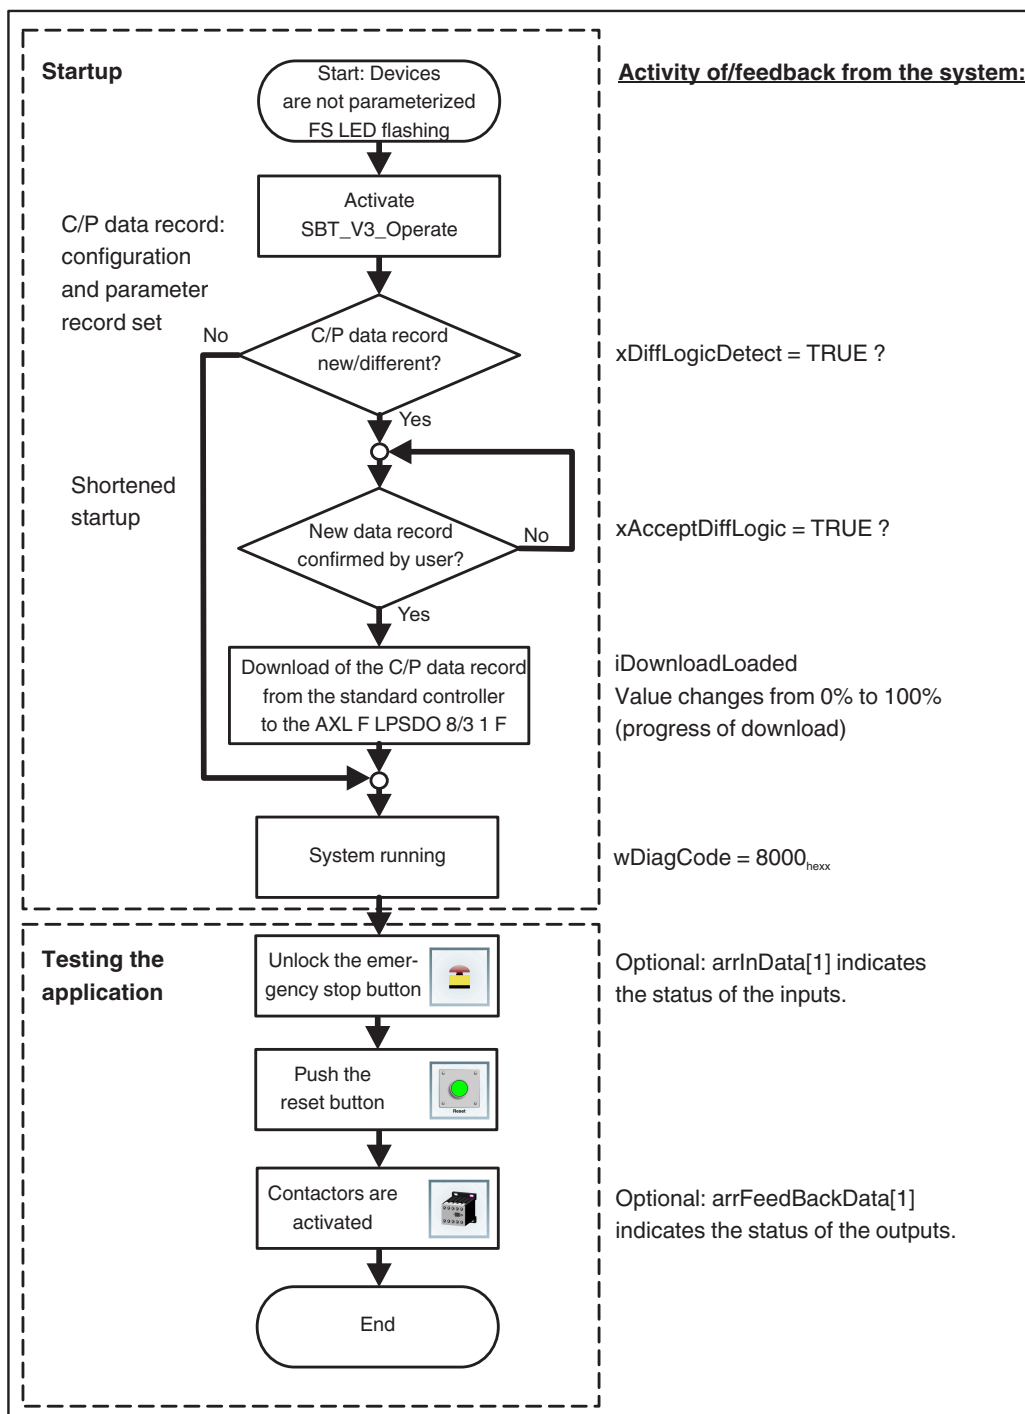 Startup
Activity of/feedback from the system:
Start: Devices
are not parameterized
FS LED flashing
Activate
SBT_V3_Operate
C/P data record:
configuration
and parameter
record set
No
C/P data record
new/different?
xDiffLogicDetect = TRUE ?
Yes
Shortened
startup
New data record
confirmed by user?
No
xAcceptDiffLogic = TRUE ?
Yes
Download of the C/P data record
from the standard controller
to the AXL F LPSDO 8/3 1 F
iDownloadLoaded
Value changes from 0% to 100%
(progress of download)
System running
wDiagCode = 8000hexx
Testing the
application
Unlock the emer-
gency stop button
Optional: arrInData[1] indicates
the status of the inputs.
Push the
reset button
Reset
Contactors are
activated
Optional: arrFeedBackData[1]
indicates the status of the outputs.
End